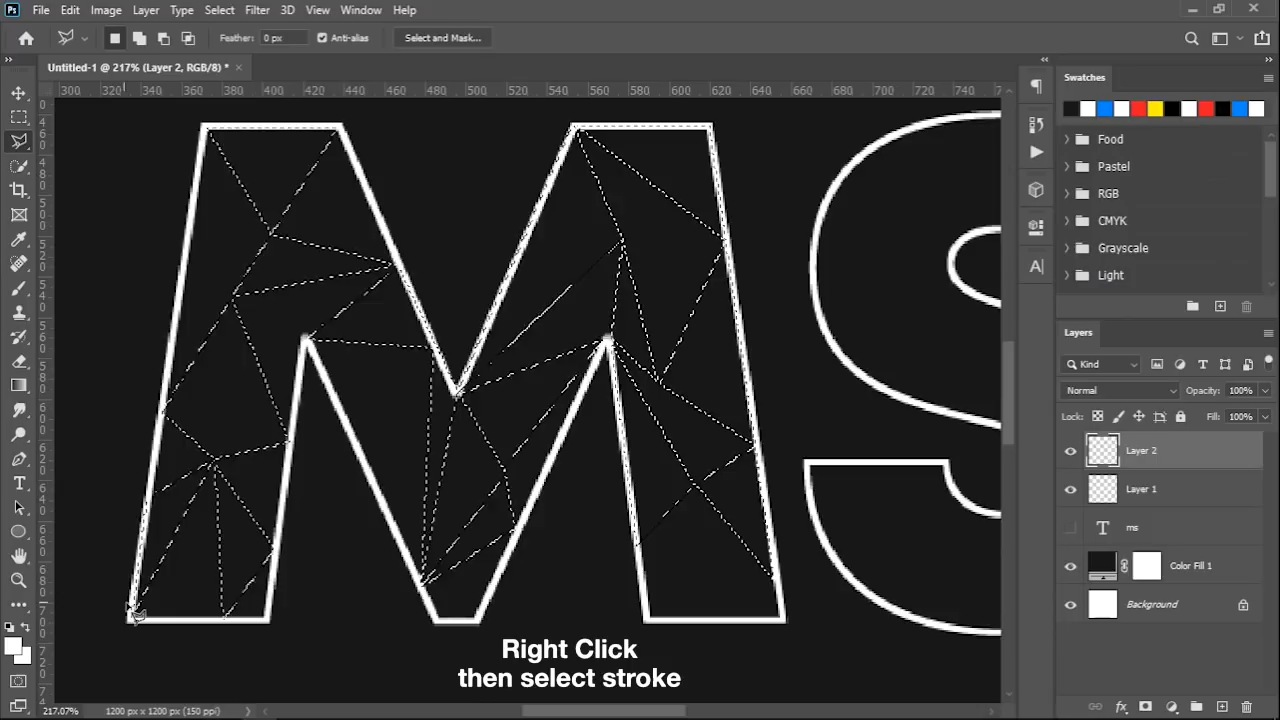 Ps File Edit Image Layer Type Select Filter 3D View Window Help
Feather: 0 px Anti-alias Select and Mask...
Untitled-1 @ 217% (Layer 2, RGB/8) * ×
300 320 340 360 380 400 420 440 460 480 500 520 540 560 580 600 620 640 660 680 700 720 740
Swatches
Food
Pastel
RGB
CMYK
Grayscale
Light
Layers
Kind
Normal Opacity: 100%
Lock: Fill: 100%
Layer 2
Layer 1
ms
Color Fill 1
Background
MS
Right Click
then select stroke
217.07% 1200 px x 1200 px (150 ppi)